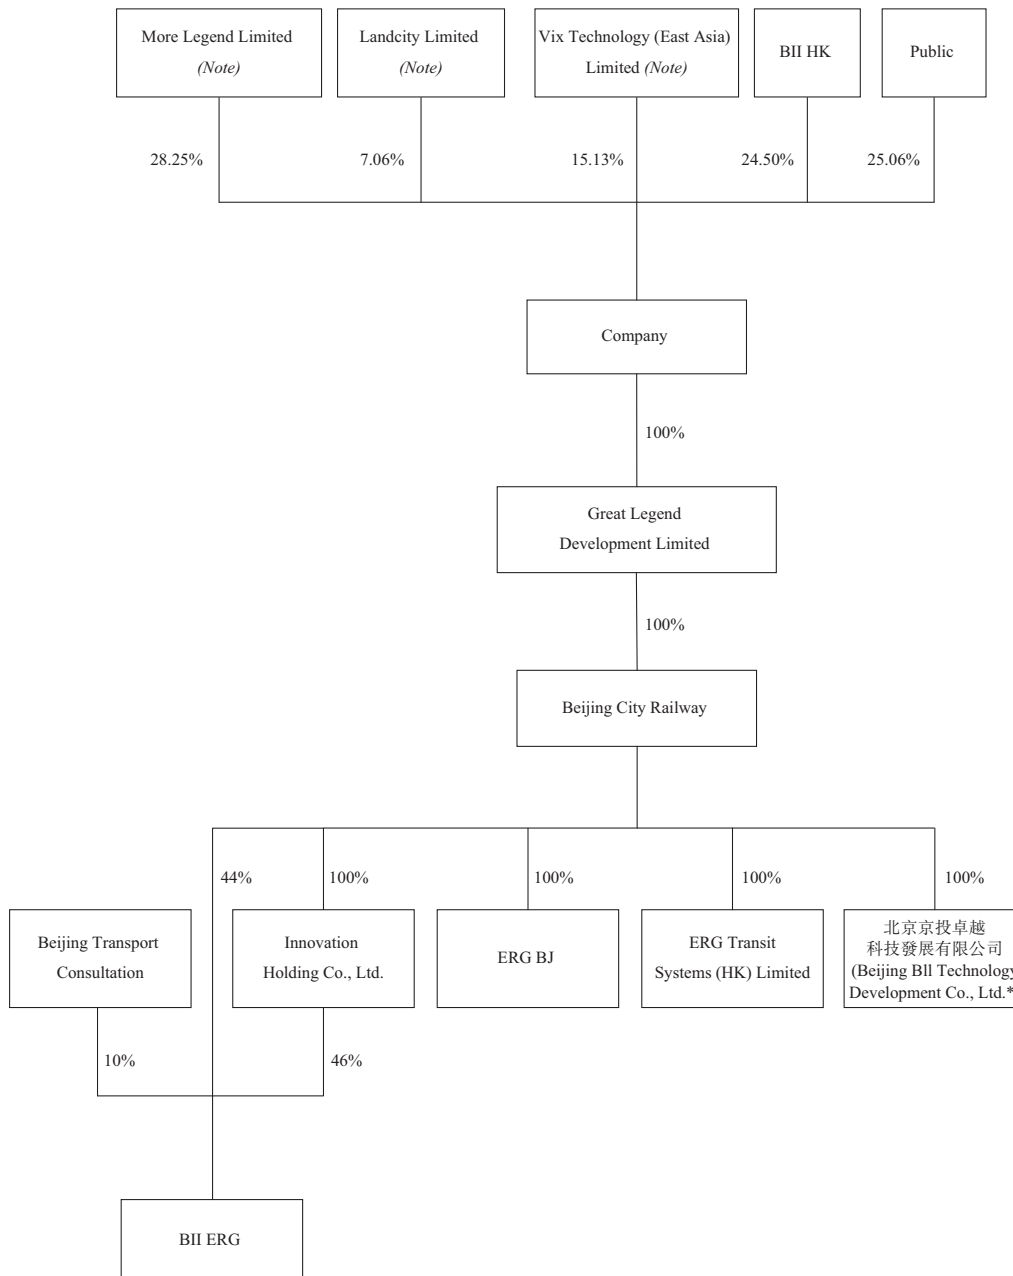 More Legend Limited
(Note)
Landcity Limited
(Note)
Vix Technology (East Asia)
Limited (Note)
BII HK
Public
28.25%
7.06%
15.13%
24.50%
25.06%
Company
100%
Great Legend
Development Limited
100%
Beijing City Railway
44%
100%
100%
100%
100%
Beijing Transport
Consultation
Innovation
Holding Co., Ltd.
ERG BJ
ERG Transit
Systems (HK) Limited
北京京投卓越
科技發展有限公司
(Beijing Bll Technology
Development Co., Ltd.*
10%
46%
BII ERG